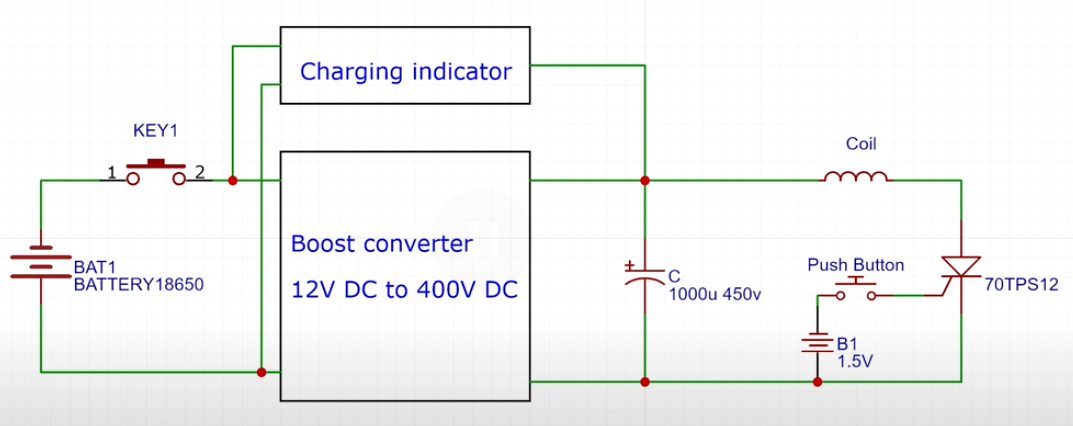 Charging indicator
KEY1
1
2
Coil
Boost converter
12V DC to 400V DC
BAT1
BATTERY18650
+
C
1000u 450v
Push Button
70TPS12
B1
1.5V